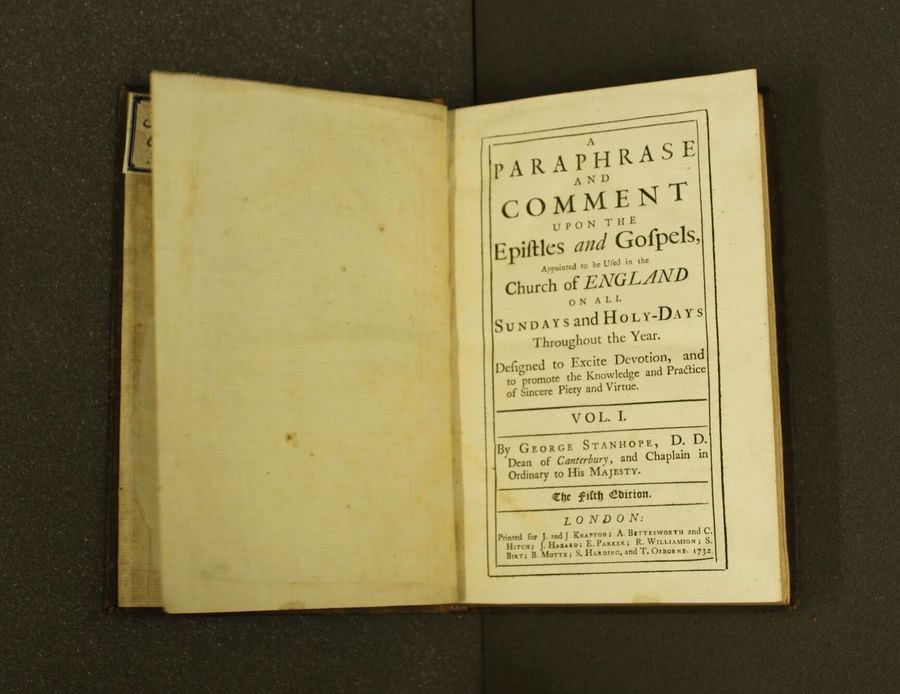 A
PARAPHRASE
AND
COMMENT
UPON THE
Epiſtles and Goſpels,
Appointed to be Uſed in the
Church of ENGLAND
ON ALL
SUNDAYS and HOLY-DAYS
Throughout the Year.
Deſigned to Excite Devotion, and
to promote the Knowledge and Practice
of Sincere Piety and Virtue.
VOL. I.
By GEORGE STANHOPE, D. D.
Dean of Canterbury, and Chaplain in
Ordinary to His MAJESTY.
The Fifth Edition.
LONDON:
Printed for J. and J KNAPTON; A. BETTESWORTH and C.
HITCH; J. HAZARD; E. PARKER; R. WILLIAMSON; S.
BIRT; B. MOTTE; S. HARDING, and T. OSBORNE. 1732